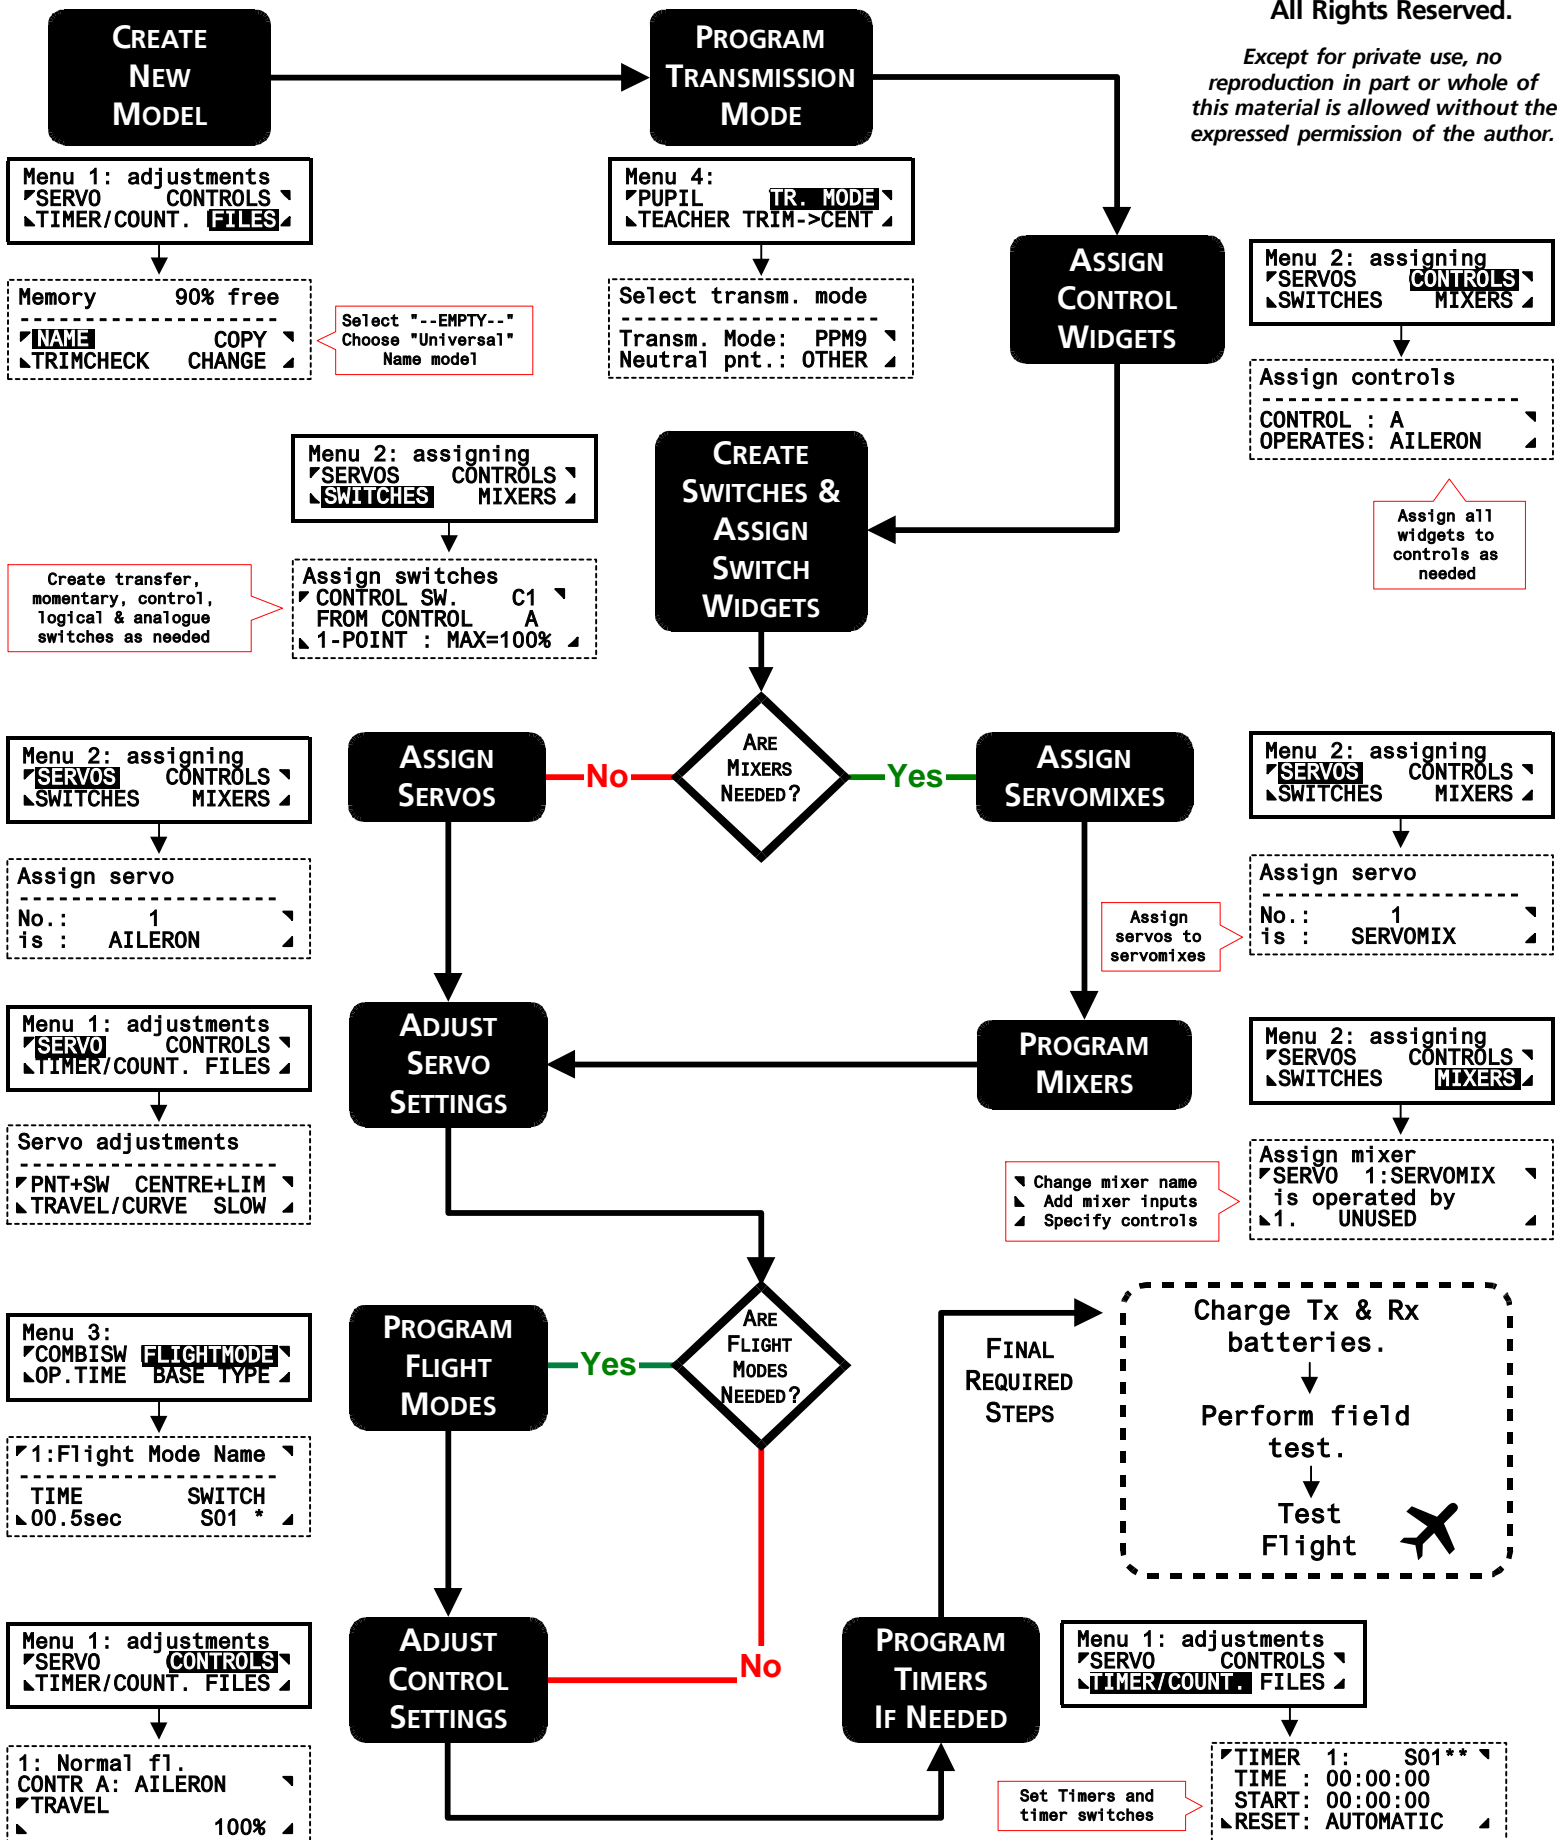 All Rights Reserved.
Except for private use, no
reproduction in part or whole of
this material is allowed without the
expressed permission of the author.
CREATE
NEW
MODEL
PROGRAM
TRANSMISSION
MODE
Menu 1: adjustments
SERVO CONTROLS
TIMER/COUNT. FILES
Memory 90% free
NAME COPY
TRIMCHECK CHANGE
Select "--EMPTY--"
Choose "Universal"
Name model
Menu 4:
PUPIL TR. MODE
TEACHER TRIM->CENT
Select transm. mode
Transm. Mode: PPM9
Neutral pnt.: OTHER
ASSIGN
CONTROL
WIDGETS
Menu 2: assigning
SERVOS CONTROLS
SWITCHES MIXERS
Assign controls
CONTROL : A
OPERATES: AILERON
Assign all
widgets to
controls as
needed
Menu 2: assigning
SERVOS CONTROLS
SWITCHES MIXERS
Assign switches
CONTROL SW. C1
FROM CONTROL A
1-POINT : MAX=100%
Create transfer,
momentary, control,
logical & analogue
switches as needed
CREATE
SWITCHES &
ASSIGN
SWITCH
WIDGETS
ARE
MIXERS
NEEDED?
No
Yes
ASSIGN
SERVOS
ASSIGN
SERVOMIXES
Menu 2: assigning
SERVOS CONTROLS
SWITCHES MIXERS
Assign servo
No.: 1
is : AILERON
Menu 2: assigning
SERVOS CONTROLS
SWITCHES MIXERS
Assign servo
No.: 1
is : SERVOMIX
Assign
servos to
servomixes
Menu 1: adjustments
SERVO CONTROLS
TIMER/COUNT. FILES
Servo adjustments
PNT+SW CENTRE+LIM
TRAVEL/CURVE SLOW
ADJUST
SERVO
SETTINGS
PROGRAM
MIXERS
Menu 2: assigning
SERVOS CONTROLS
SWITCHES MIXERS
Assign mixer
SERVO 1:SERVOMIX
is operated by
1. UNUSED
Change mixer name
Add mixer inputs
Specify controls
Menu 3:
COMBISW FLIGHTMODE
OP.TIME BASE TYPE
1:Flight Mode Name
TIME SWITCH
00.5sec S01 *
PROGRAM
FLIGHT
MODES
Yes
ARE
FLIGHT
MODES
NEEDED?
No
FINAL
REQUIRED
STEPS
Charge Tx & Rx
batteries.
Perform field
test.
Test
Flight
Menu 1: adjustments
SERVO CONTROLS
TIMER/COUNT. FILES
1: Normal fl.
CONTR A: AILERON
TRAVEL
100%
ADJUST
CONTROL
SETTINGS
PROGRAM
TIMERS
IF NEEDED
Menu 1: adjustments
SERVO CONTROLS
TIMER/COUNT. FILES
TIMER 1: S01**
TIME : 00:00:00
START: 00:00:00
RESET: AUTOMATIC
Set Timers and
timer switches